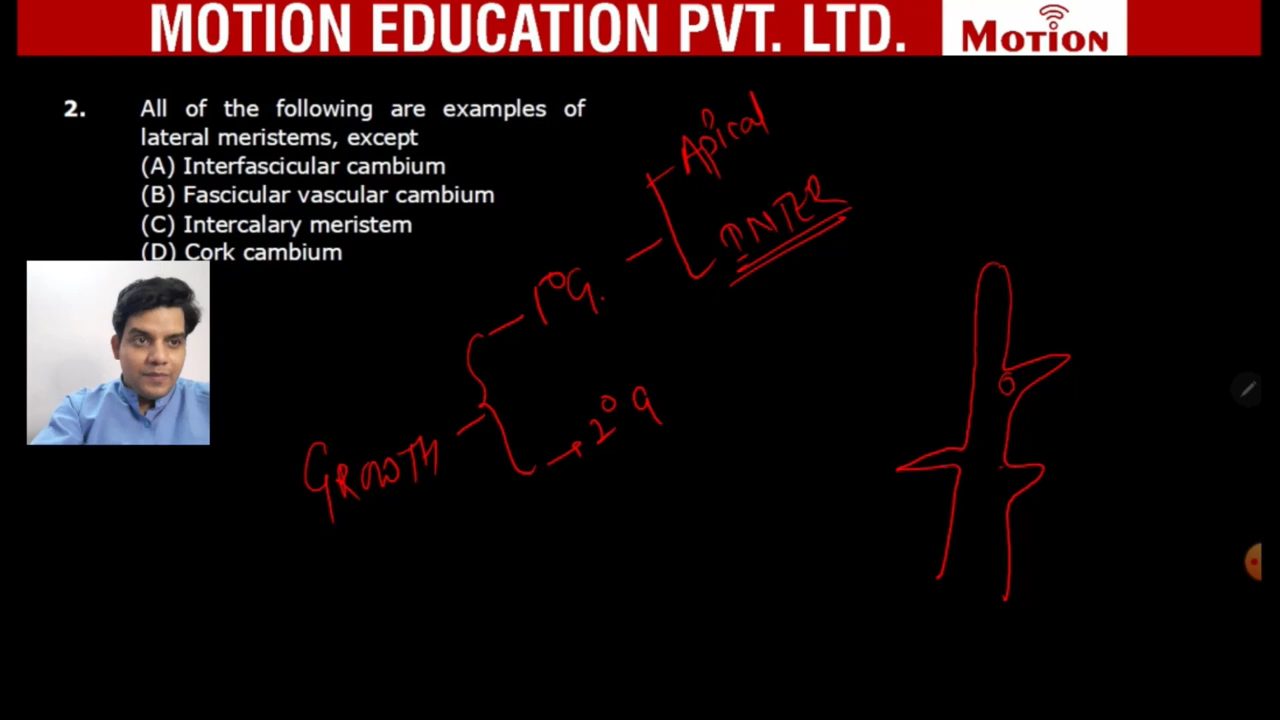 MOTION EDUCATION PVT. LTD.
MOTION
2. All of the following are examples of
lateral meristems, except
(A) Interfascicular cambium
(B) Fascicular vascular cambium
(C) Intercalary meristem
(D) Cork cambium
Apical
INTER
1°G.
2°G
GROWTH